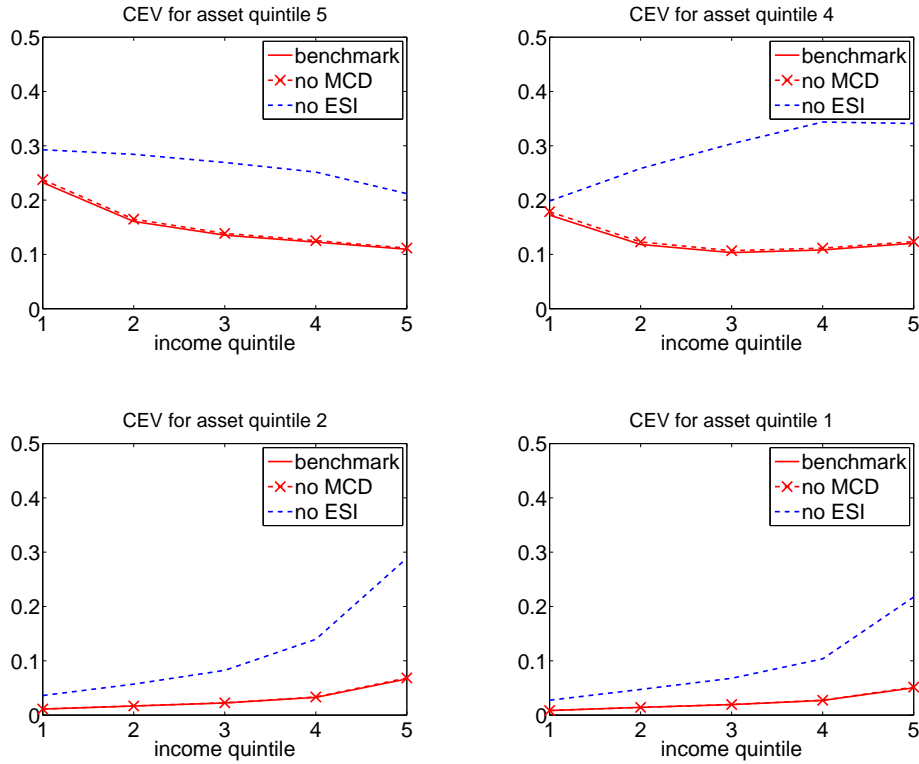 CEV for asset quintile 5
0.5
0.4
0.3
0.2
0.1
0
benchmark
no MCD
no ESI
1 2 3 4 5
income quintile
CEV for asset quintile 4
0.5
0.4
0.3
0.2
0.1
0
benchmark
no MCD
no ESI
1 2 3 4 5
income quintile
CEV for asset quintile 2
0.5
0.4
0.3
0.2
0.1
0
benchmark
no MCD
no ESI
1 2 3 4 5
income quintile
CEV for asset quintile 1
0.5
0.4
0.3
0.2
0.1
0
benchmark
no MCD
no ESI
1 2 3 4 5
income quintile